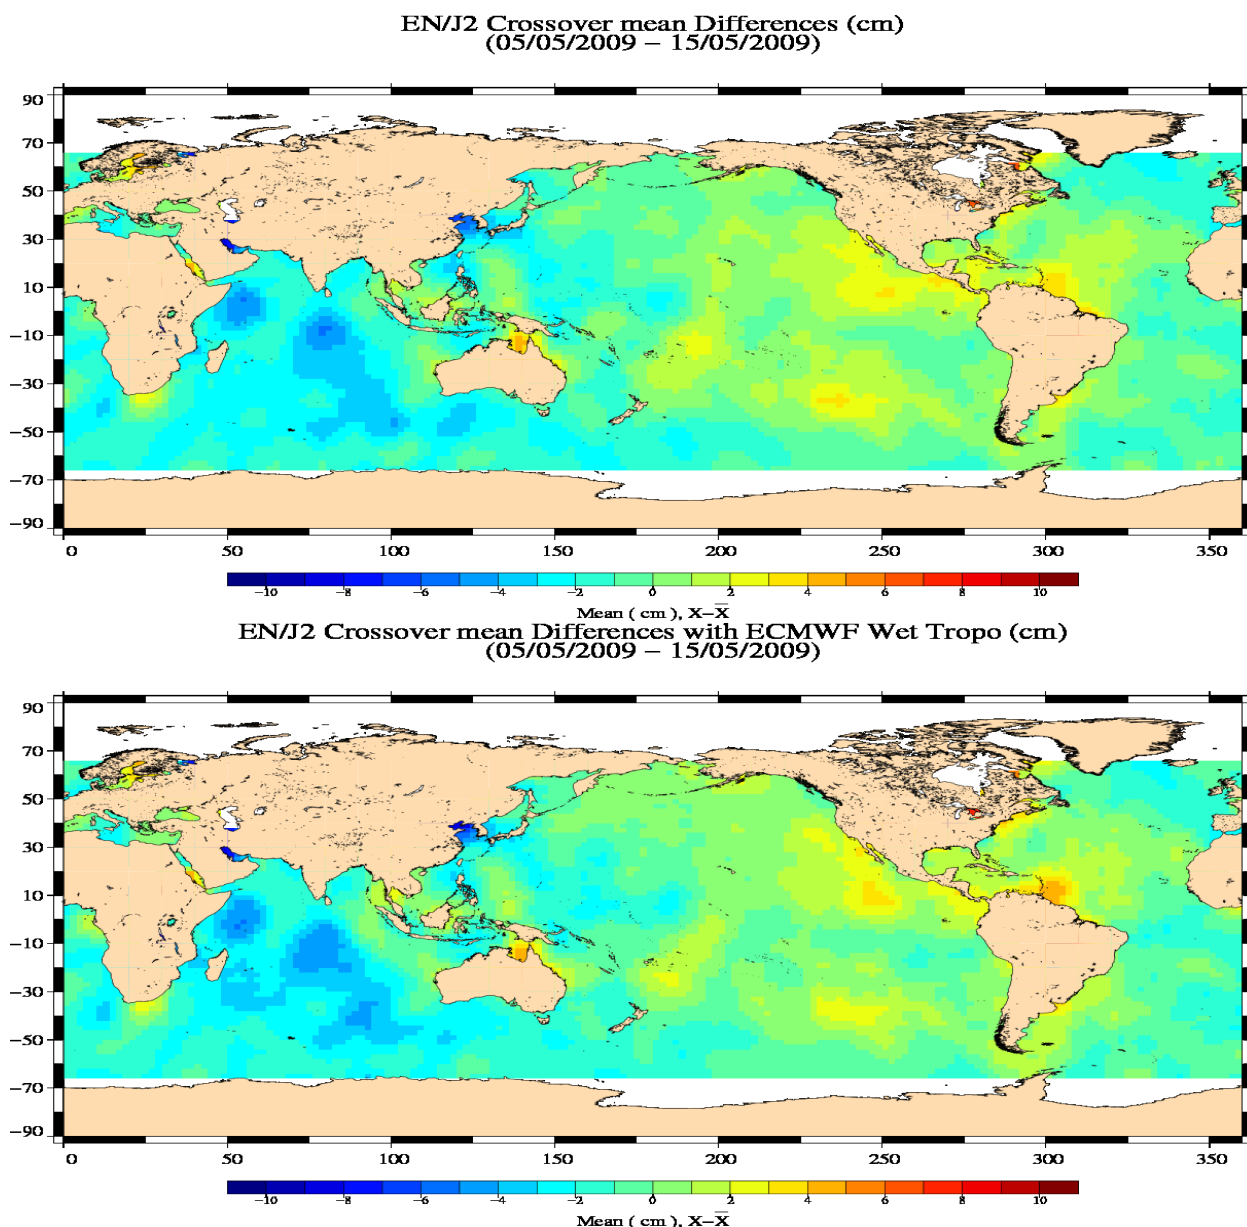 EN/J2 Crossover mean Differences (cm)
(05/05/2009 − 15/05/2009)
90
70
50
30
10
−10
−30
−50
−70
−90
0 50 100 150 200 250 300 350
−10 −8 −6 −4 −2 0 2 4 6 8 10
Mean ( cm ), X−X̅
EN/J2 Crossover mean Differences with ECMWF Wet Tropo (cm)
(05/05/2009 − 15/05/2009)
90
70
50
30
10
−10
−30
−50
−70
−90
0 50 100 150 200 250 300 350
−10 −8 −6 −4 −2 0 2 4 6 8 10
Mean ( cm ), X−X̅